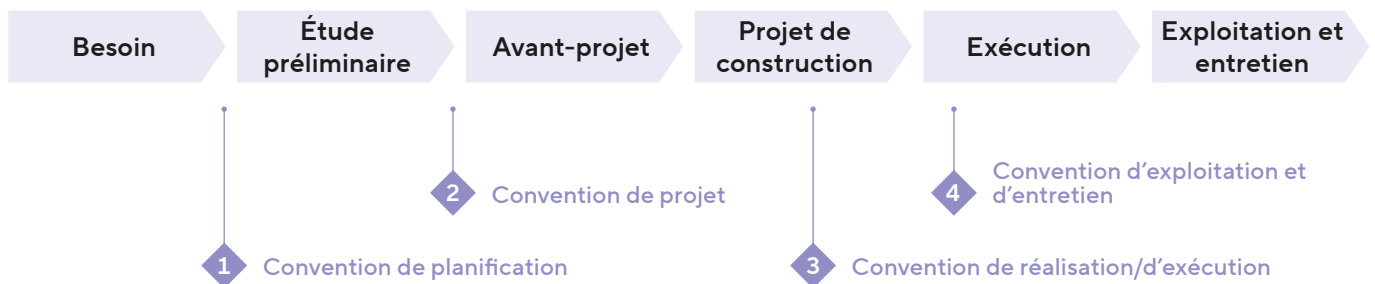 Besoin
Étude
préliminaire
Avant-projet
Projet de
construction
Exécution
Exploitation et
entretien
2
Convention de projet
4
Convention d’exploitation et
d’entretien
1
Convention de planification
3
Convention de réalisation/d’exécution